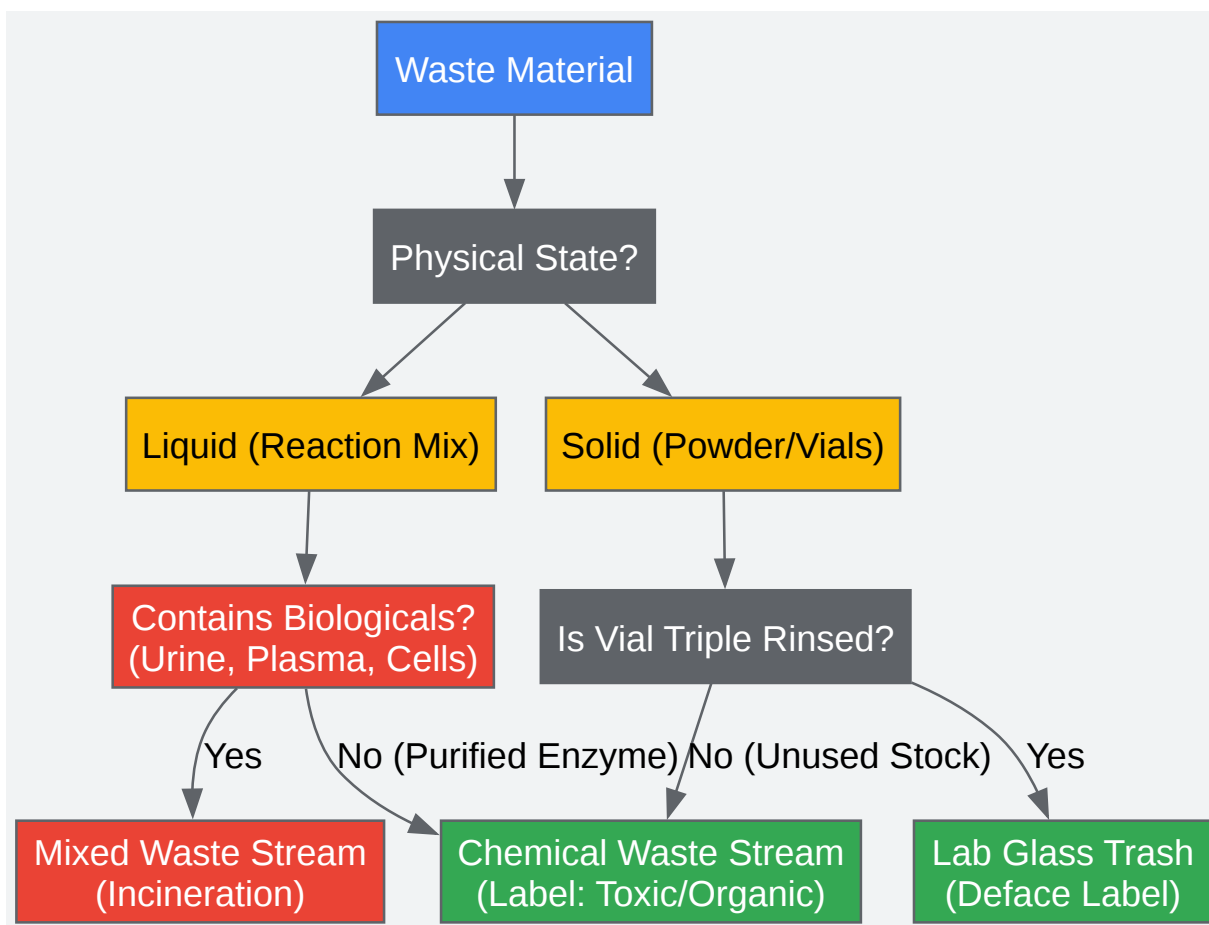 Waste Material
Physical State?
Liquid (Reaction Mix)
Solid (Powder/Vials)
Contains Biologicals?
(Urine, Plasma, Cells)
Is Vial Triple Rinsed?
Yes
No (Purified Enzyme)
No (Unused Stock)
Yes
Mixed Waste Stream
(Incineration)
Chemical Waste Stream
(Label: Toxic/Organic)
Lab Glass Trash
(Deface Label)